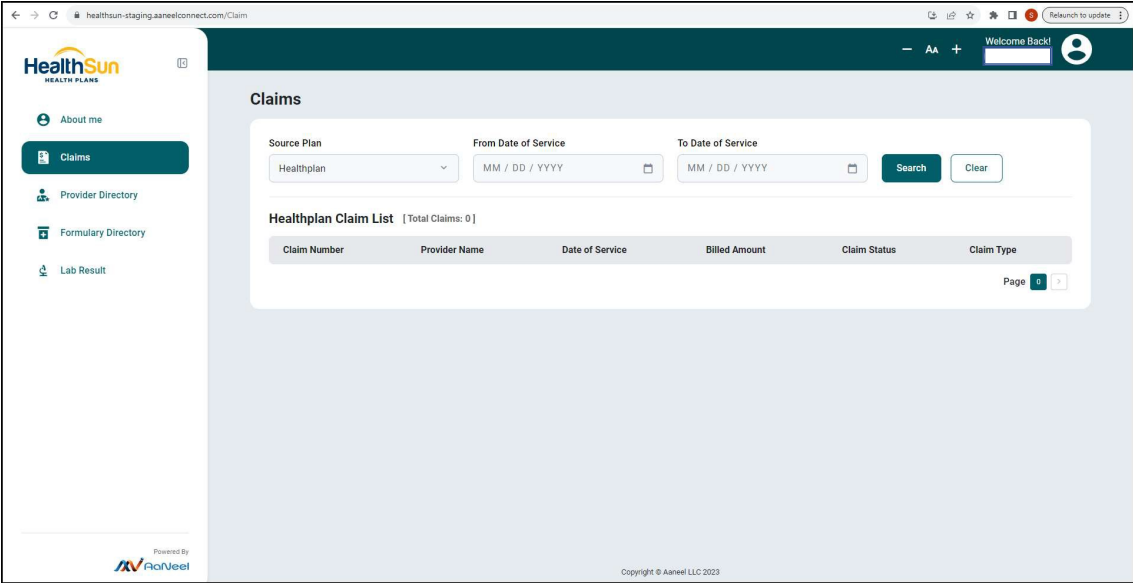 healthsun-staging.aaneelconnect.com/Claim
S
Relaunch to update
HealthSun
HEALTH PLANS
AA
Welcome Back!
About me
Claims
Provider Directory
Formulary Directory
Lab Result
Claims
Source Plan From Date of Service To Date of Service
Healthplan MM / DD / YYYY MM / DD / YYYY Search Clear
Healthplan Claim List [ Total Claims: 0 ]
Claim Number Provider Name Date of Service Billed Amount Claim Status Claim Type
Page 0
Powered By
AaNeel
Copyright © Aaneel LLC 2023